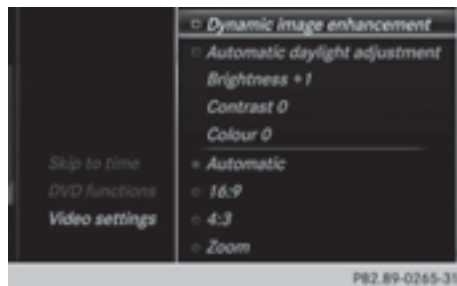 Dynamic image enhancement
Automatic daylight adjustment
Brightness +1
Contrast 0
Colour 0
Skip to time
Automatic
DVD functions
16:9
Video settings
4:3
Zoom
P82.89-0265-31